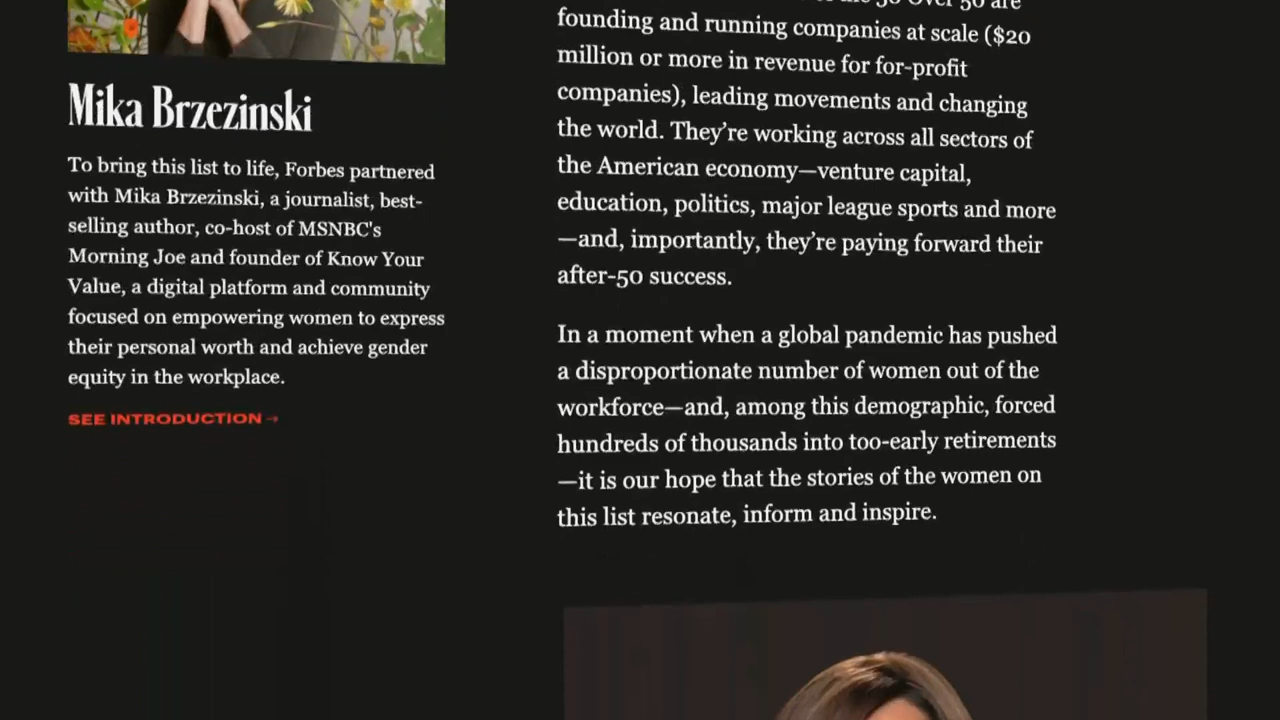 Mika Brzezinski
To bring this list to life, Forbes partnered
with Mika Brzezinski, a journalist, best-
selling author, co-host of MSNBC's
Morning Joe and founder of Know Your
Value, a digital platform and community
focused on empowering women to express
their personal worth and achieve gender
equity in the workplace.
SEE INTRODUCTION →
50 Over 50 are
founding and running companies at scale ($20
million or more in revenue for for-profit
companies), leading movements and changing
the world. They’re working across all sectors of
the American economy—venture capital,
education, politics, major league sports and more
—and, importantly, they’re paying forward their
after-50 success.
In a moment when a global pandemic has pushed
a disproportionate number of women out of the
workforce—and, among this demographic, forced
hundreds of thousands into too-early retirements
—it is our hope that the stories of the women on
this list resonate, inform and inspire.